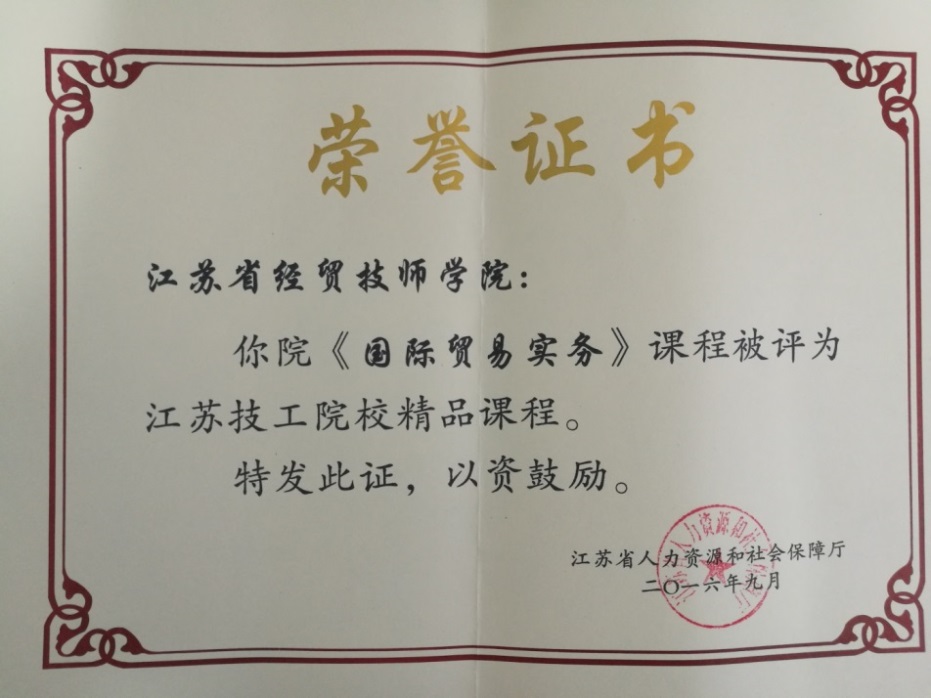 荣誉证书
江苏省经贸技师学院：
你院《国际贸易实务》课程被评为
江苏技工院校精品课程。
特发此证，以资鼓励。
江苏省人力资源和社会保障厅
二〇一六年九月